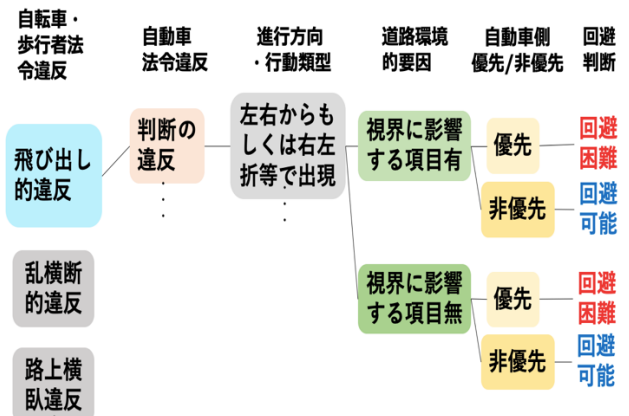 自転車・
歩行者法
令違反
自動車
法令違反
進行方向
・行動類型
道路環境
的要因
自動車側
優先/非優先
回避
判断
飛び出し
的違反
判断の
違反
左右からも
しくは右左
折等で出現
視界に影響
する項目有
優先
回避
困難
非優先
回避
可能
乱横断
的違反
視界に影響
する項目無
優先
回避
困難
非優先
回避
可能
路上横
臥違反